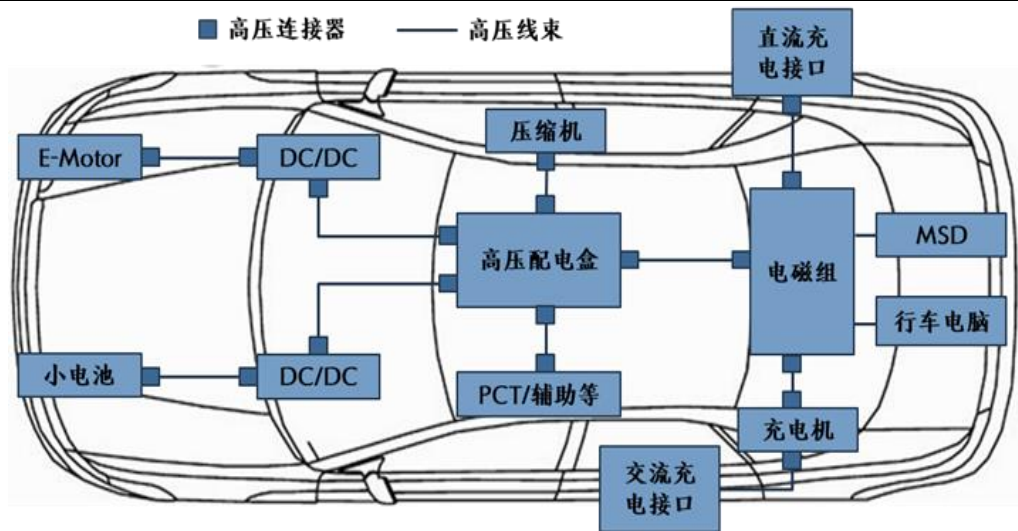 高压连接器
高压线束
直流充
电接口
压缩机
E-Motor
DC/DC
高压配电盒
电磁组
MSD
行车电脑
小电池
DC/DC
PCT/辅助等
充电机
交流充
电接口